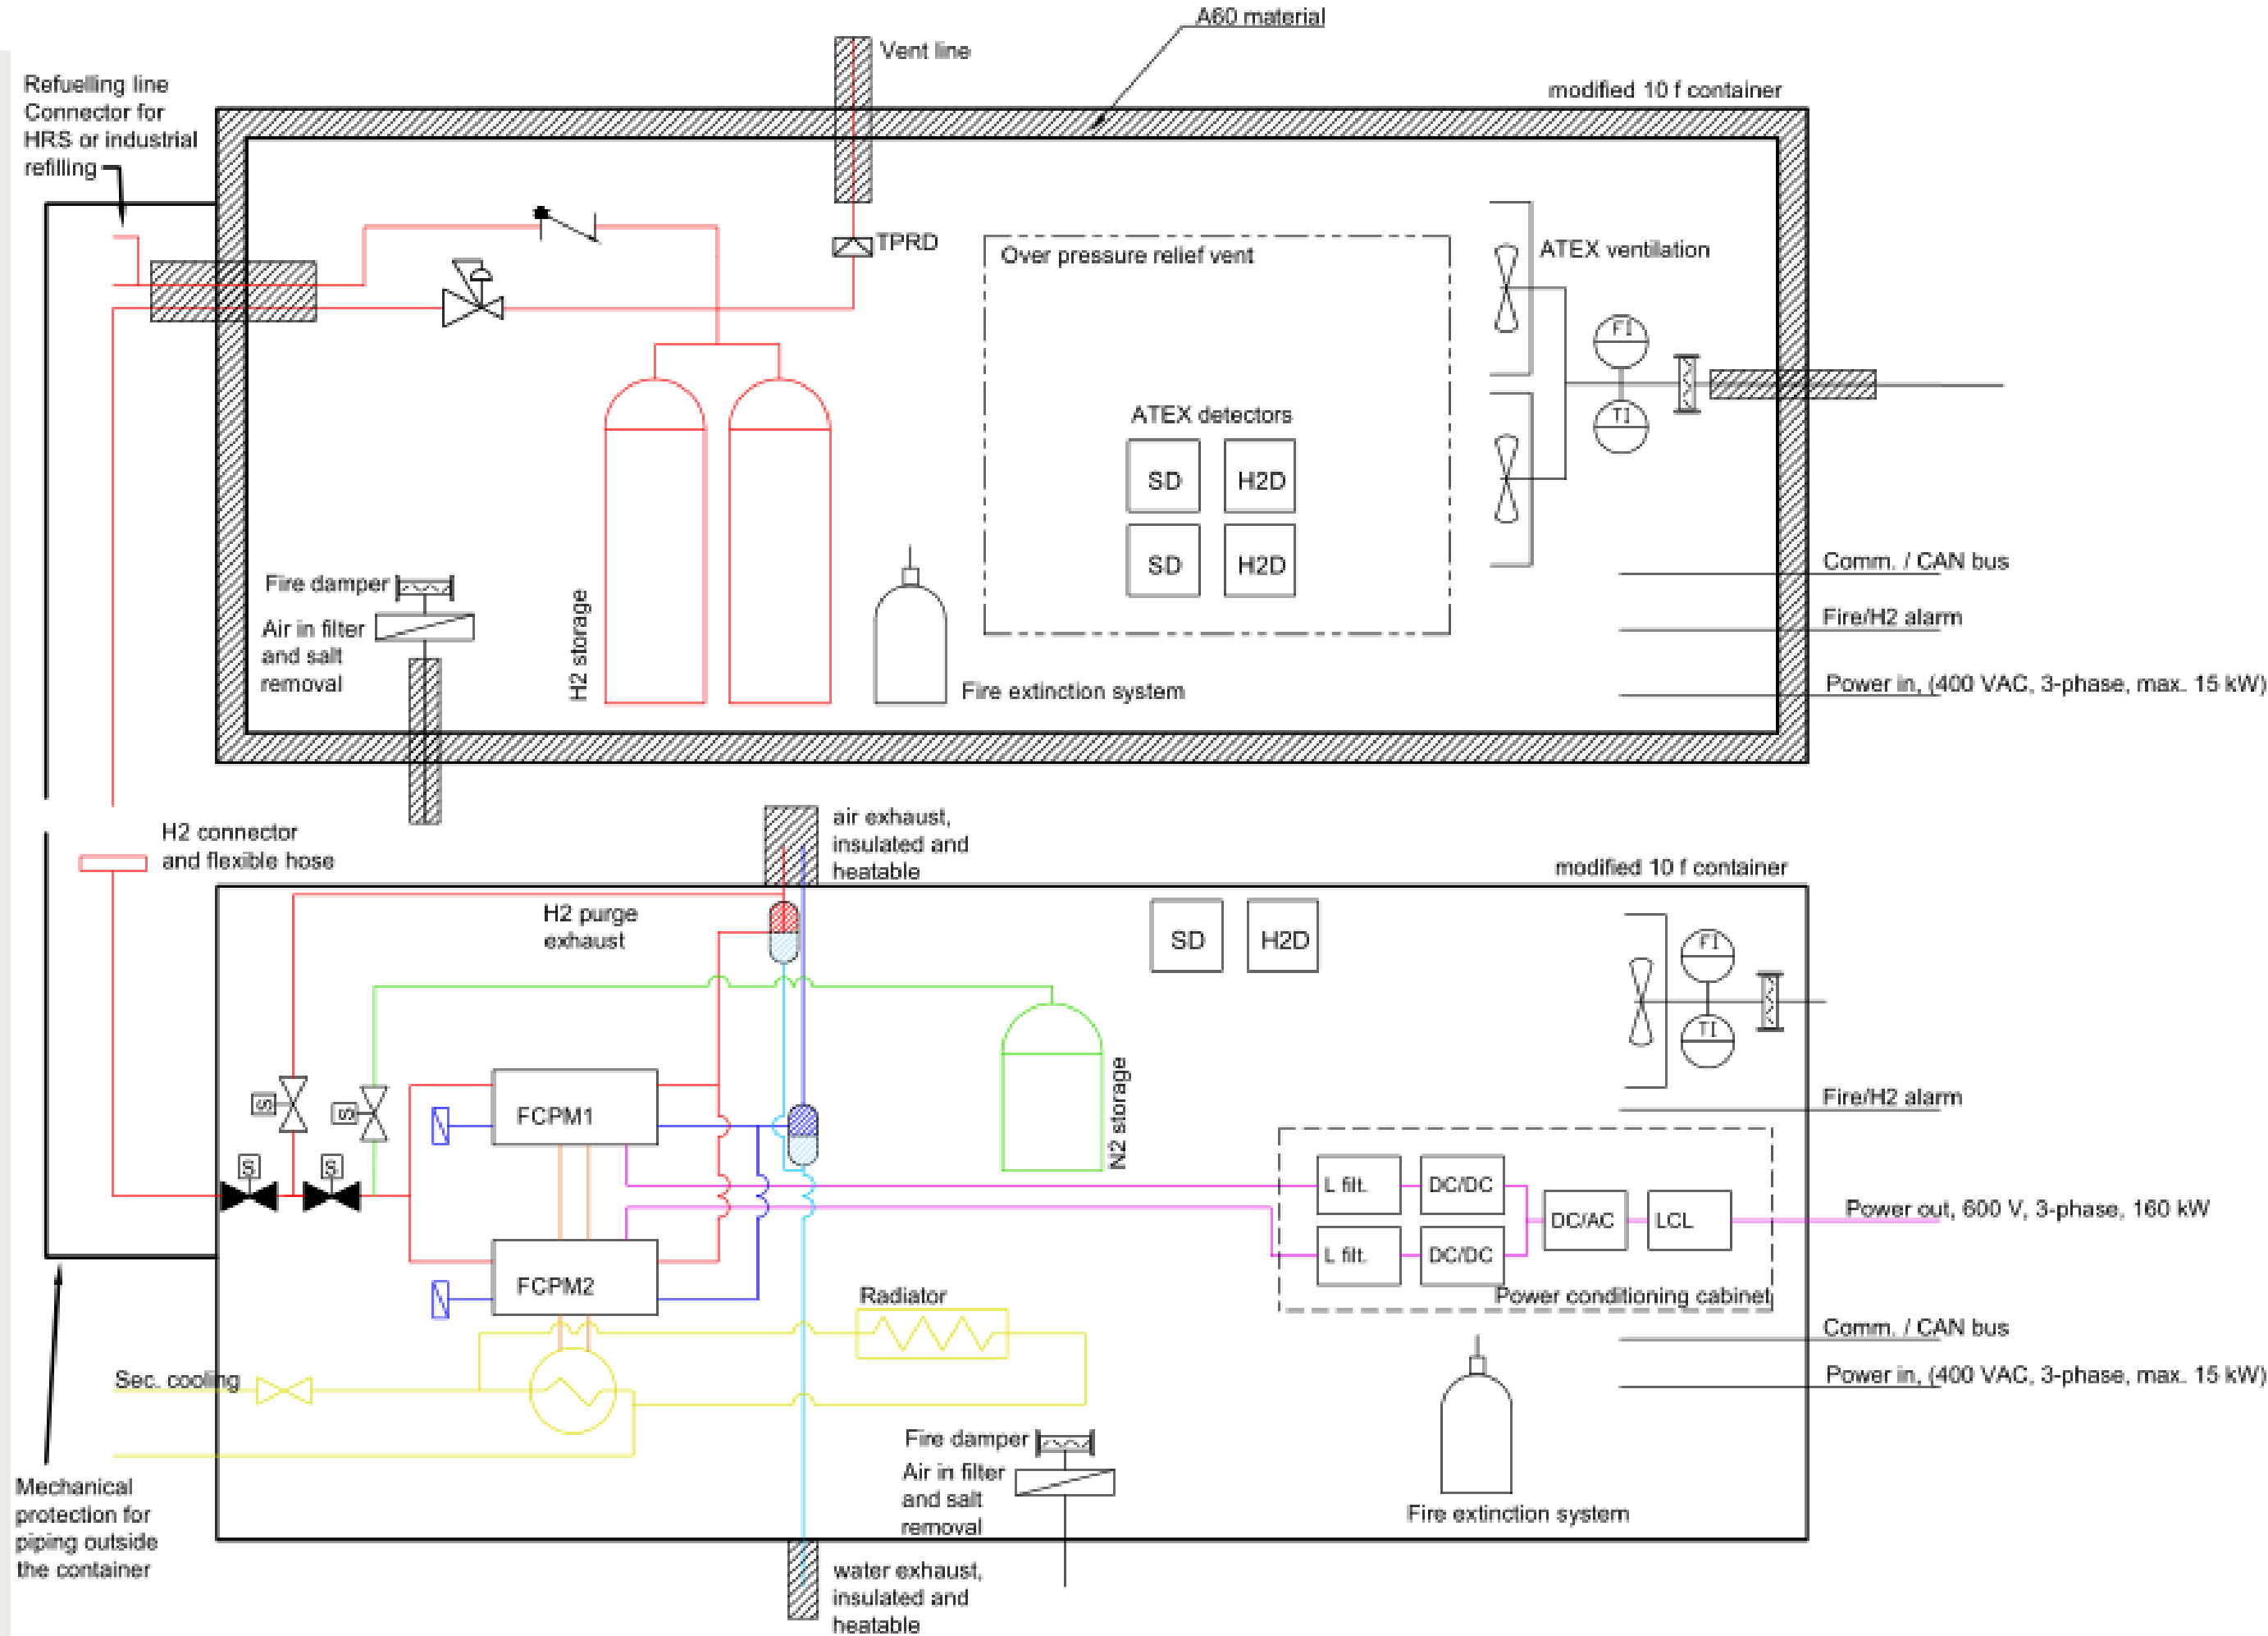 A60 material
Vent line
modified 10 f container
Refuelling line
Connector for
HRS or industrial
refilling
TPRD
Over pressure relief vent
ATEX ventilation
FI
TI
ATEX detectors
SD
H2D
SD
H2D
Comm. / CAN bus
Fire/H2 alarm
Power in, (400 VAC, 3-phase, max. 15 kW)
Fire damper
Air in filter
and salt
removal
H2 storage
Fire extinction system
H2 connector
and flexible hose
air exhaust,
insulated and
heatable
modified 10 f container
H2 purge
exhaust
SD
H2D
FI
TI
N2 storage
S
S
S
S
FCPM1
FCPM2
Fire/H2 alarm
L filt.
DC/DC
L filt.
DC/DC
DC/AC
LCL
Power out, 600 V, 3-phase, 160 kW
Power conditioning cabinet
Radiator
Sec. cooling
Comm. / CAN bus
Power in, (400 VAC, 3-phase, max. 15 kW)
Fire damper
Air in filter
and salt
removal
Fire extinction system
Mechanical
protection for
piping outside
the container
water exhaust,
insulated and
heatable